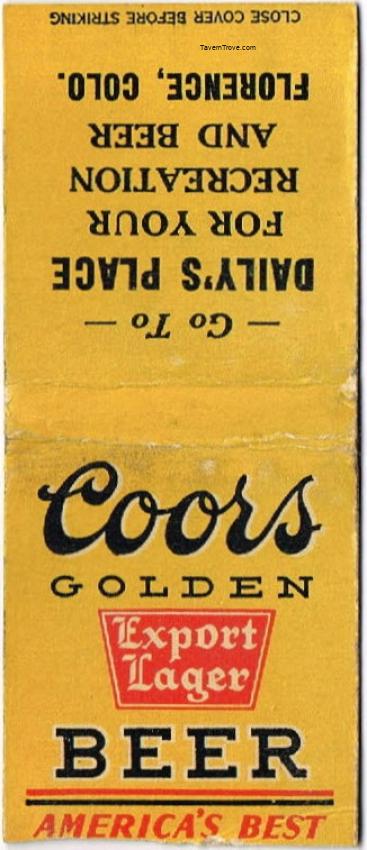 CLOSE COVER BEFORE STRIKING
TavernTrove.com
— Go To —
DAILY'S PLACE
FOR YOUR
RECREATION
AND BEER
FLORENCE, COLO.
Coors
GOLDEN
Export
Lager
BEER
AMERICA'S BEST